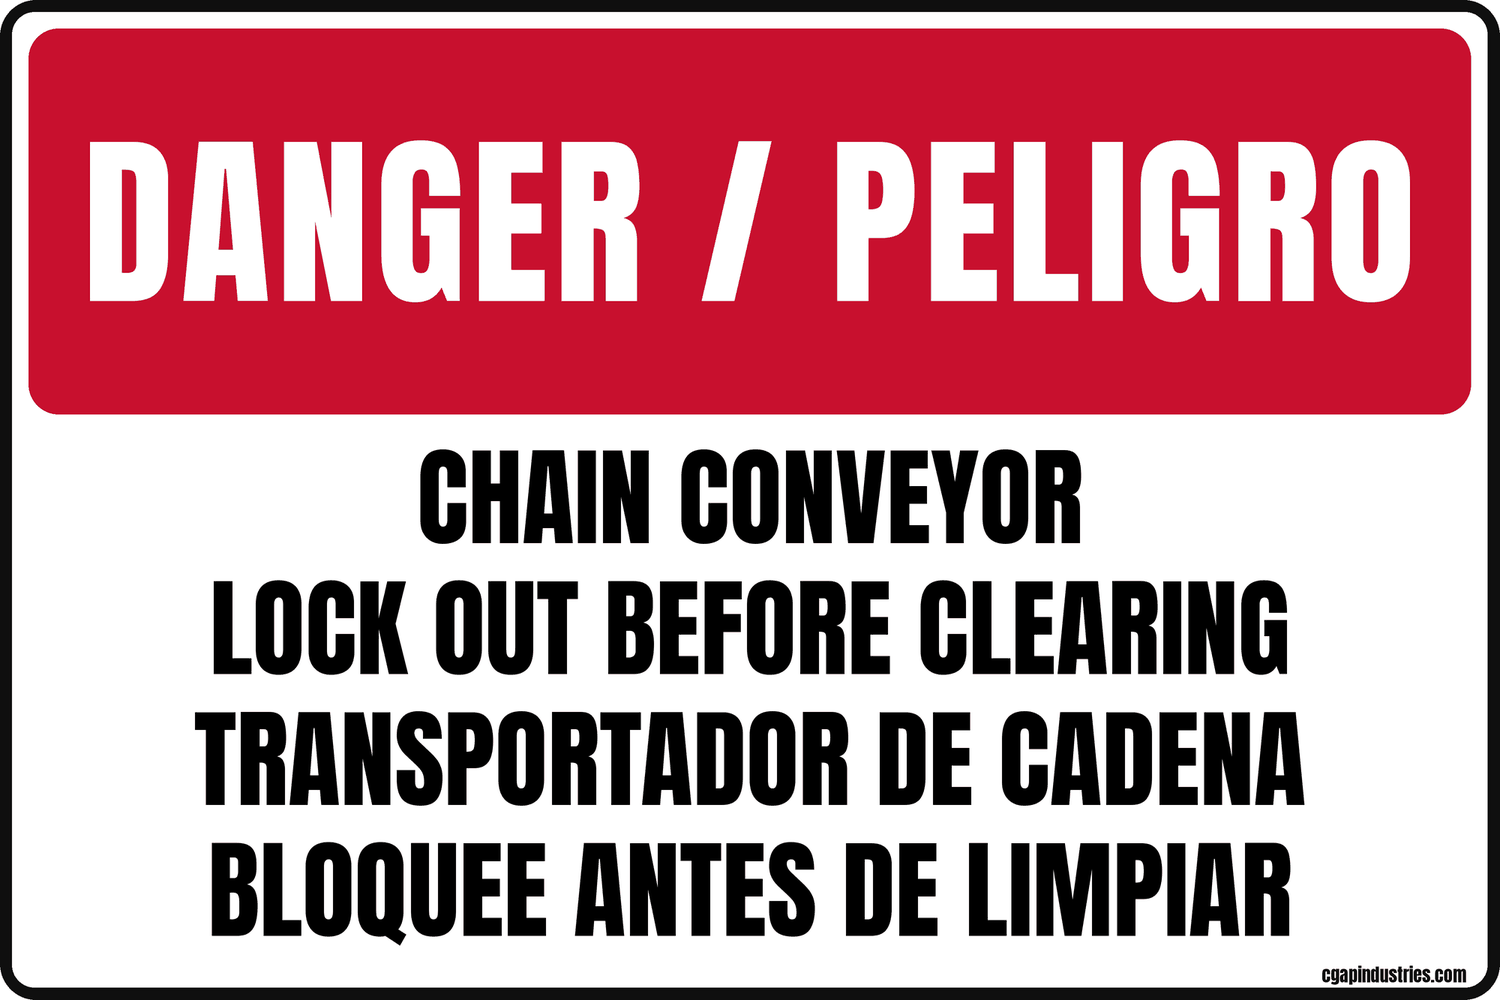 DANGER / PELIGRO
CHAIN CONVEYOR
LOCK OUT BEFORE CLEARING
TRANSPORTADOR DE CADENA
BLOQUEE ANTES DE LIMPIAR
cgapindustries.com